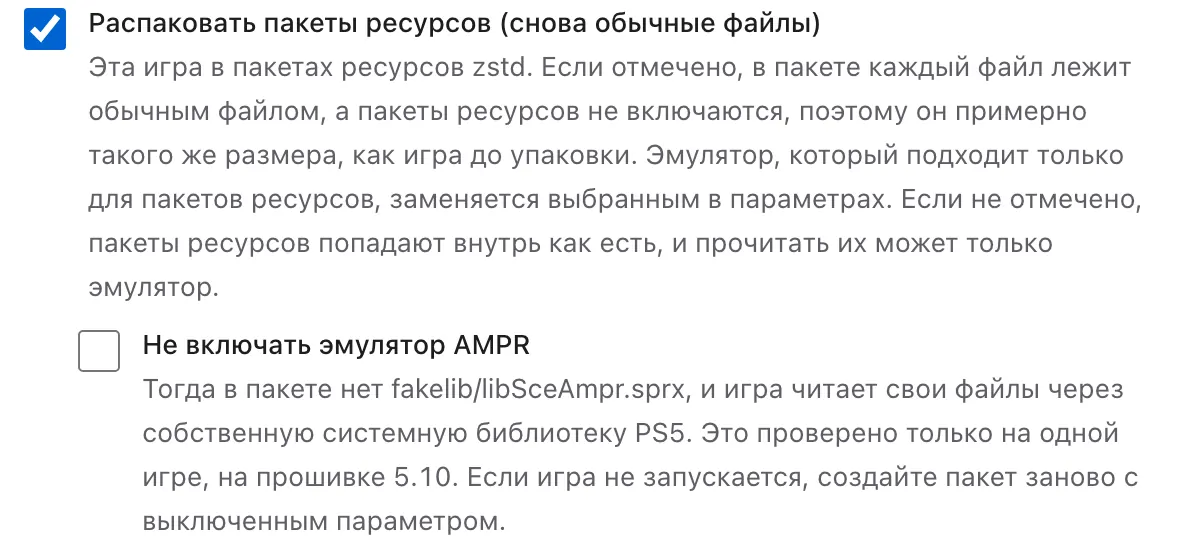 Распаковать пакеты ресурсов (снова обычные файлы)
Эта игра в пакетах ресурсов zstd. Если отмечено, в пакете каждый файл лежит
обычным файлом, а пакеты ресурсов не включаются, поэтому он примерно
такого же размера, как игра до упаковки. Эмулятор, который подходит только
для пакетов ресурсов, заменяется выбранным в параметрах. Если не отмечено,
пакеты ресурсов попадают внутрь как есть, и прочитать их может только
эмулятор.
Не включать эмулятор AMPR
Тогда в пакете нет fakelib/libSceAmpr.sprx, и игра читает свои файлы через
собственную системную библиотеку PS5. Это проверено только на одной
игре, на прошивке 5.10. Если игра не запускается, создайте пакет заново с
выключенным параметром.